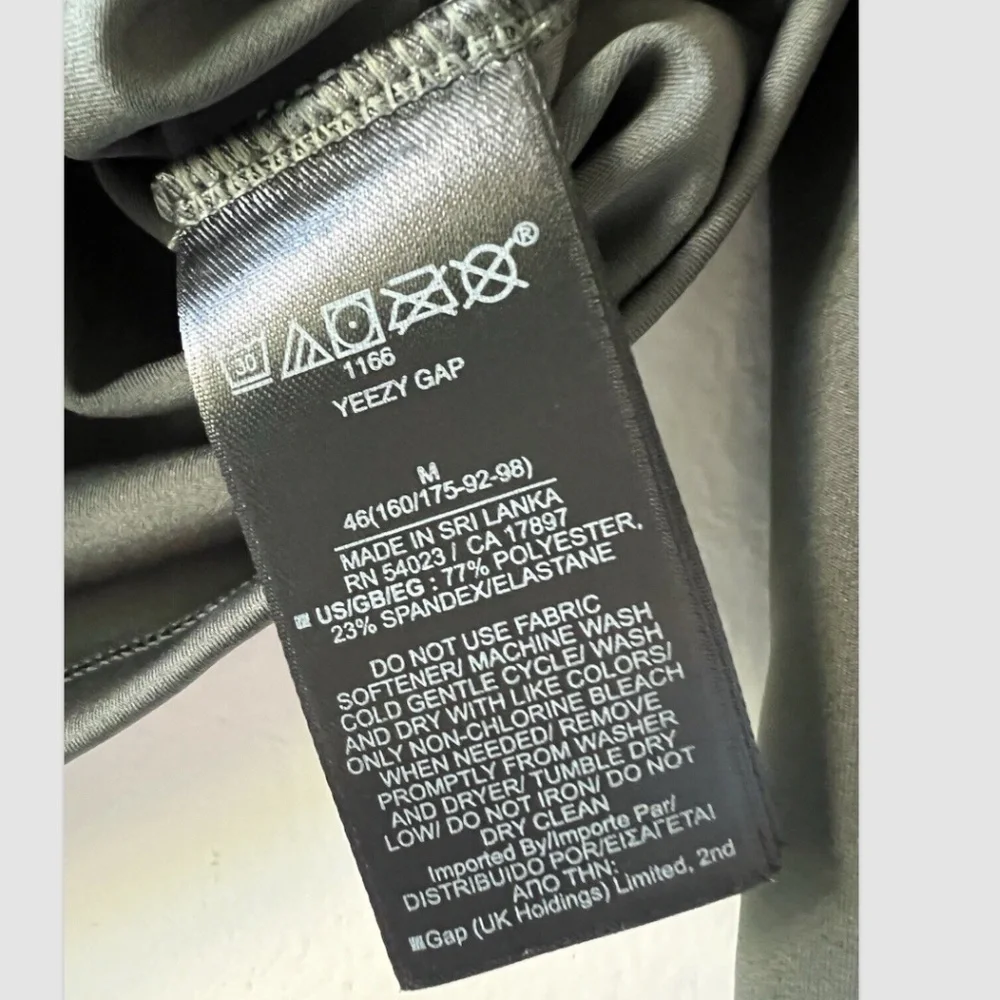 30
®
1166
YEEZY GAP
M
46(160/175-92-98)
MADE IN SRI LANKA
RN 54023 / CA 17897
US/GB/EG : 77% POLYESTER,
23% SPANDEX/ELASTANE
DO NOT USE FABRIC
SOFTENER/ MACHINE WASH
COLD GENTLE CYCLE/ WASH
AND DRY WITH LIKE COLORS/
ONLY NON-CHLORINE BLEACH
WHEN NEEDED/ REMOVE
PROMPTLY FROM WASHER
AND DRYER/ TUMBLE DRY
LOW/ DO NOT IRON/ DO NOT
DRY CLEAN
Imported By/Importe Par/
DISTRIBUIDO POR/ΕΙΣΑΓΕΤΑΙ
ΑΠΟ ΤΗΝ:
Gap (UK Holdings) Limited, 2nd